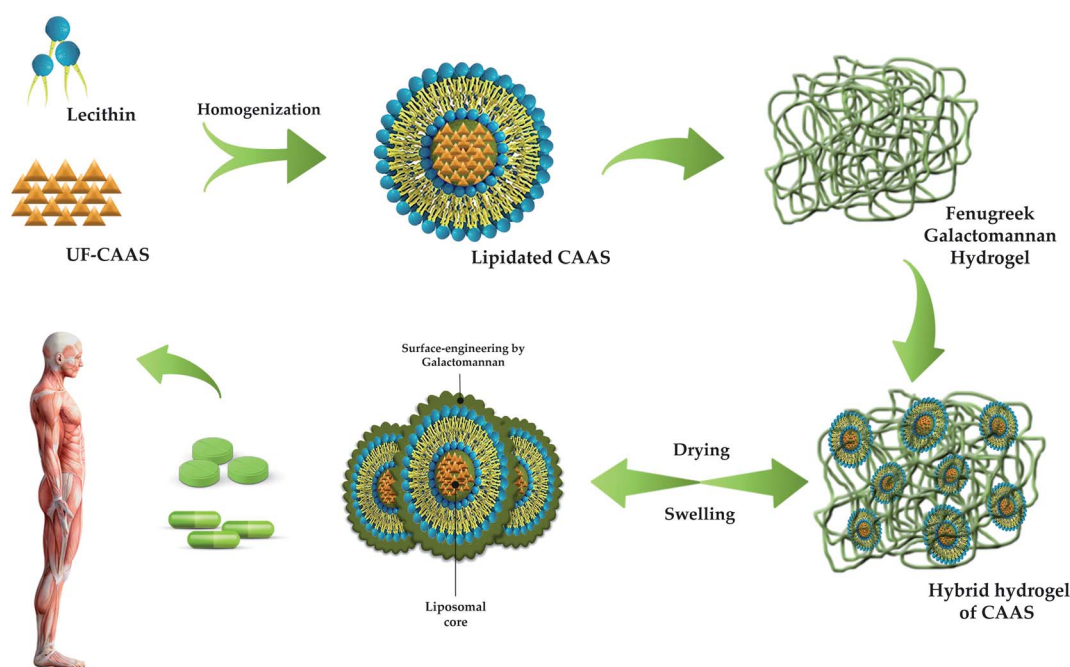 Lecithin
Homogenization
UF-CAAS
Lipidated CAAS
Fenugreek
Galactomannan
Hydrogel
Surface-engineering by
Galactomannan
Drying
Swelling
Liposomal
core
Hybrid hydrogel
of CAAS